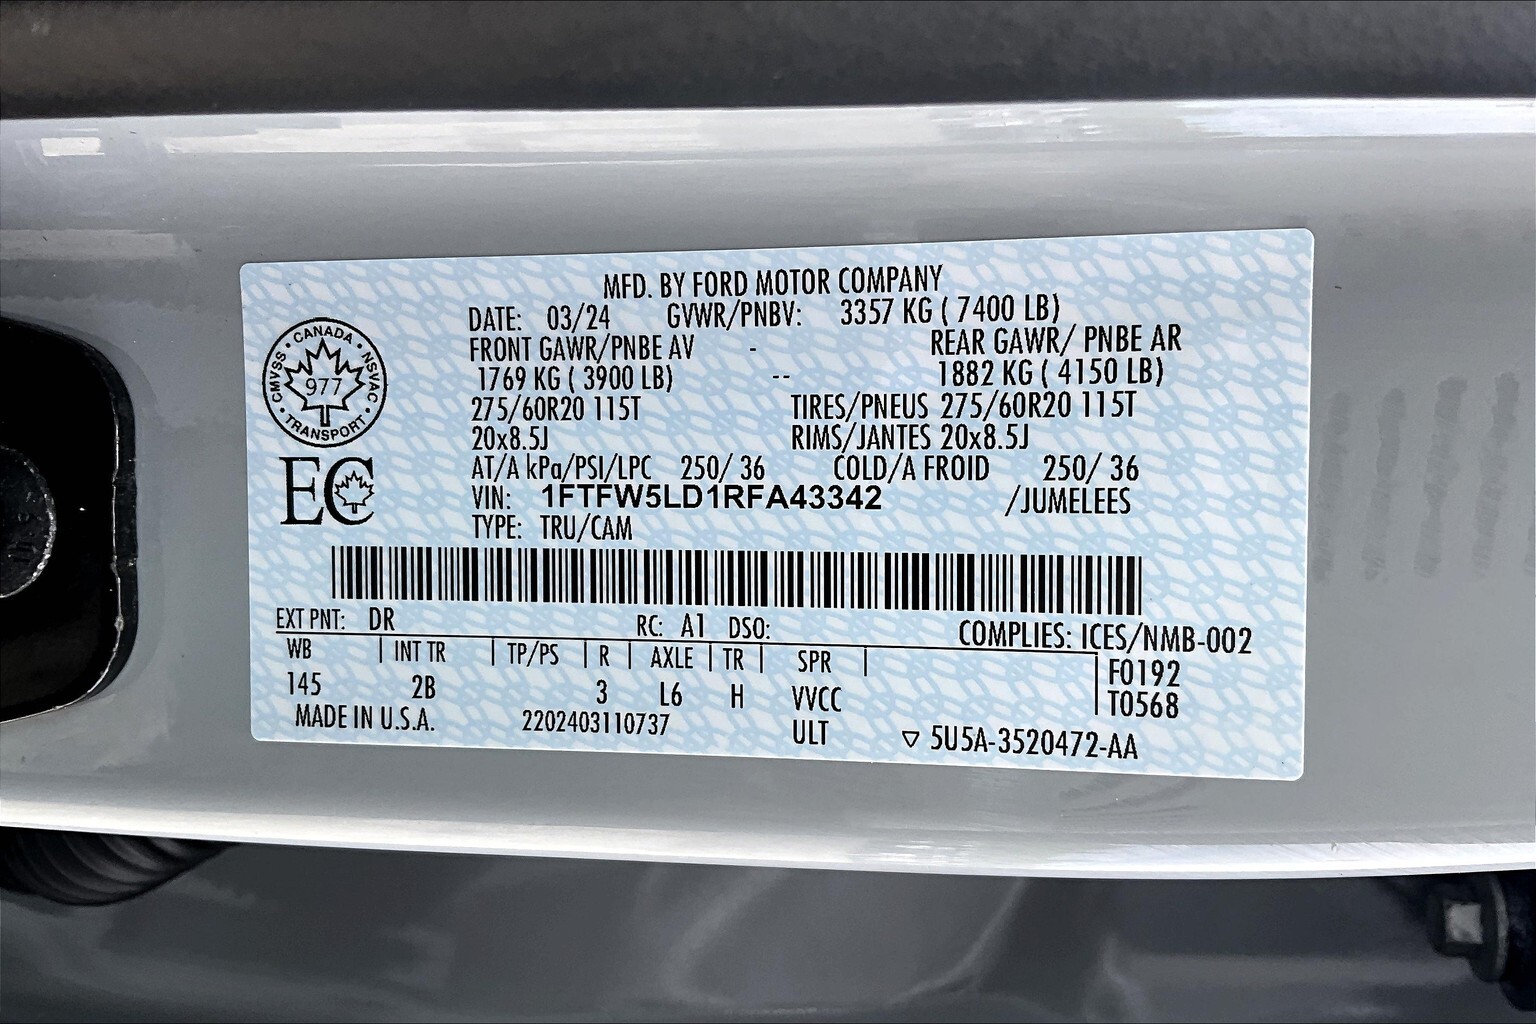 MFD. BY FORD MOTOR COMPANY
DATE: 03/24 GVWR/PNBV: 3357 KG ( 7400 LB)
FRONT GAWR/PNBE AV - REAR GAWR/ PNBE AR
1769 KG ( 3900 LB) -- 1882 KG ( 4150 LB)
275/60R20 115T TIRES/PNEUS 275/60R20 115T
20x8.5J RIMS/JANTES 20x8.5J
AT/A kPa/PSI/LPC 250/ 36 COLD/A FROID 250/ 36
VIN: 1FTFW5LD1RFA43342 /JUMELEES
TYPE: TRU/CAM
CANADA
CMVSS NSVAC
977
TRANSPORT
EC
EXT PNT: DR RC: A1 DSO: COMPLIES: ICES/NMB-002
WB | INT TR | TP/PS | R | AXLE | TR | SPR | F0192
145 2B 3 L6 H VVCC T0568
MADE IN U.S.A. 2202403110737 ULT ▽ 5U5A-3520472-AA